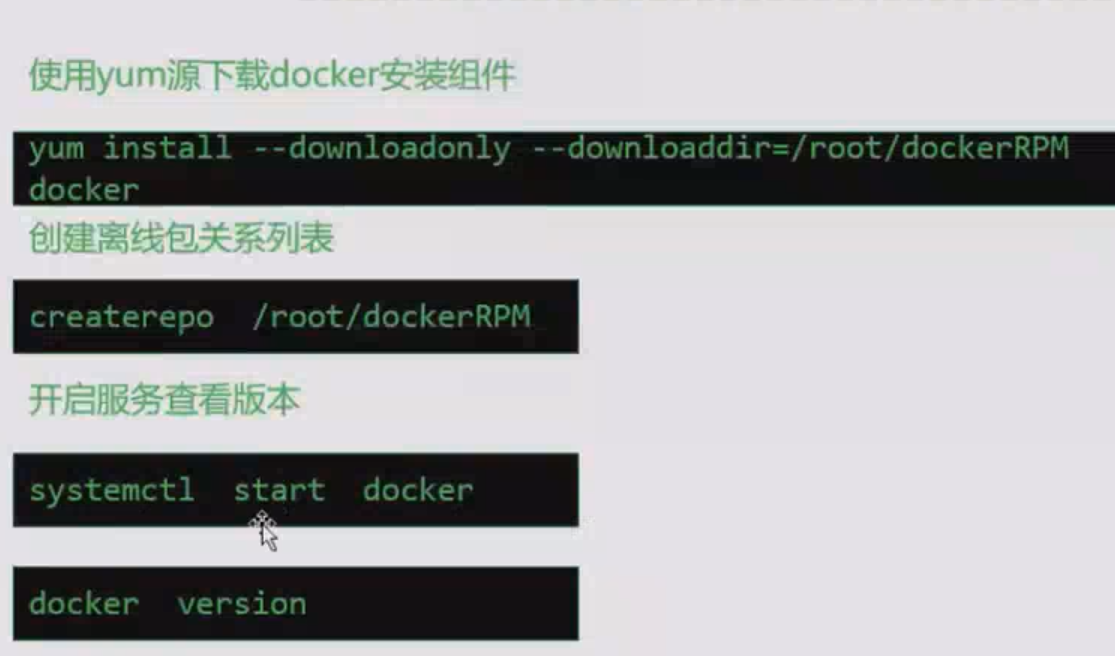 使用yum源下载docker安装组件
yum install --downloadonly --downloaddir=/root/dockerRPM
docker
创建离线包关系列表
createrepo /root/dockerRPM
开启服务查看版本
systemctl start docker
docker version